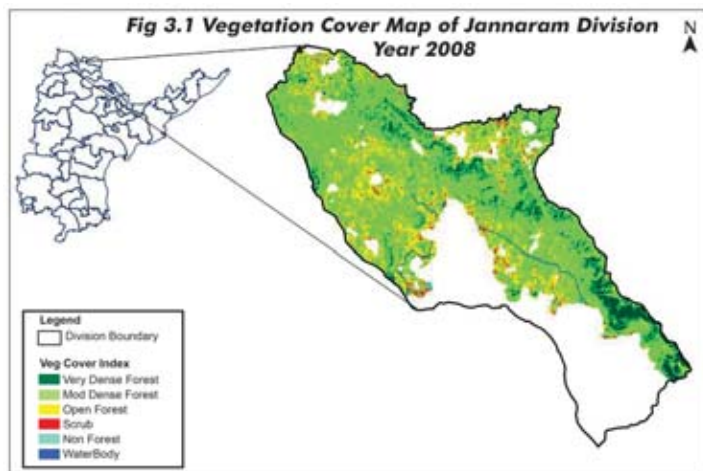 Fig 3.1 Vegetation Cover Map of Jannaram Division
Year 2008
N
Legend
Division Boundary
Veg Cover Index
Very Dense Forest
Mod Dense Forest
Open Forest
Scrub
Non Forest
WaterBody